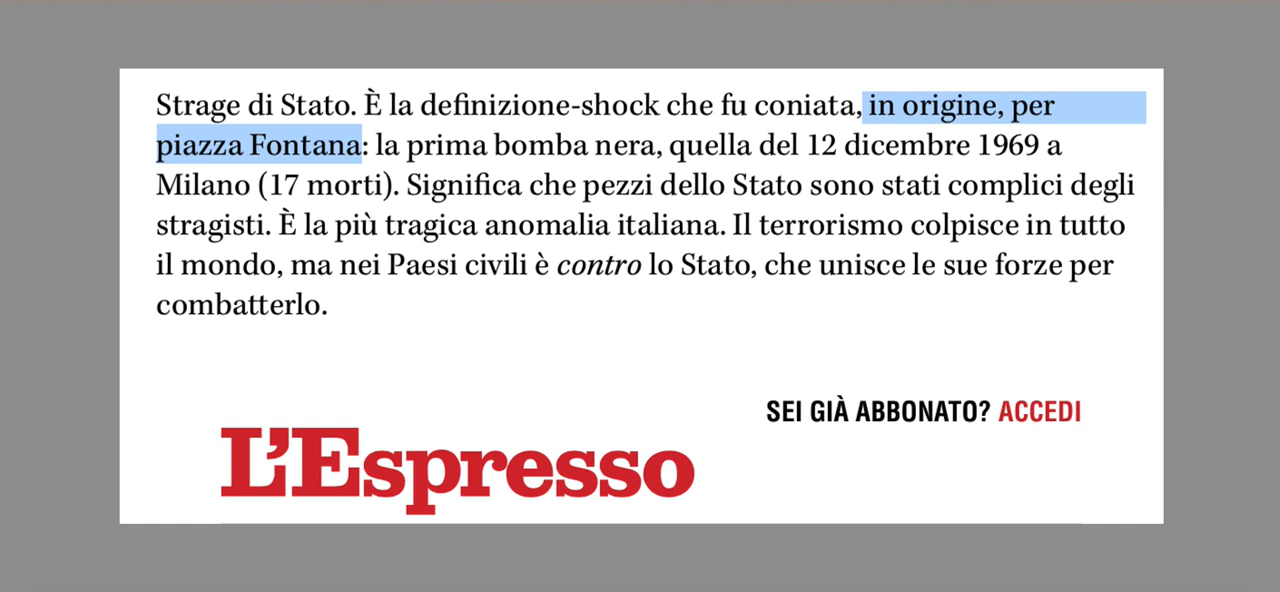 Strage di Stato. È la definizione-shock che fu coniata, in origine, per
piazza Fontana: la prima bomba nera, quella del 12 dicembre 1969 a
Milano (17 morti). Significa che pezzi dello Stato sono stati complici degli
stragisti. È la più tragica anomalia italiana. Il terrorismo colpisce in tutto
il mondo, ma nei Paesi civili è contro lo Stato, che unisce le sue forze per
combatterlo.
SEI GIÀ ABBONATO? ACCEDI
L'Espresso